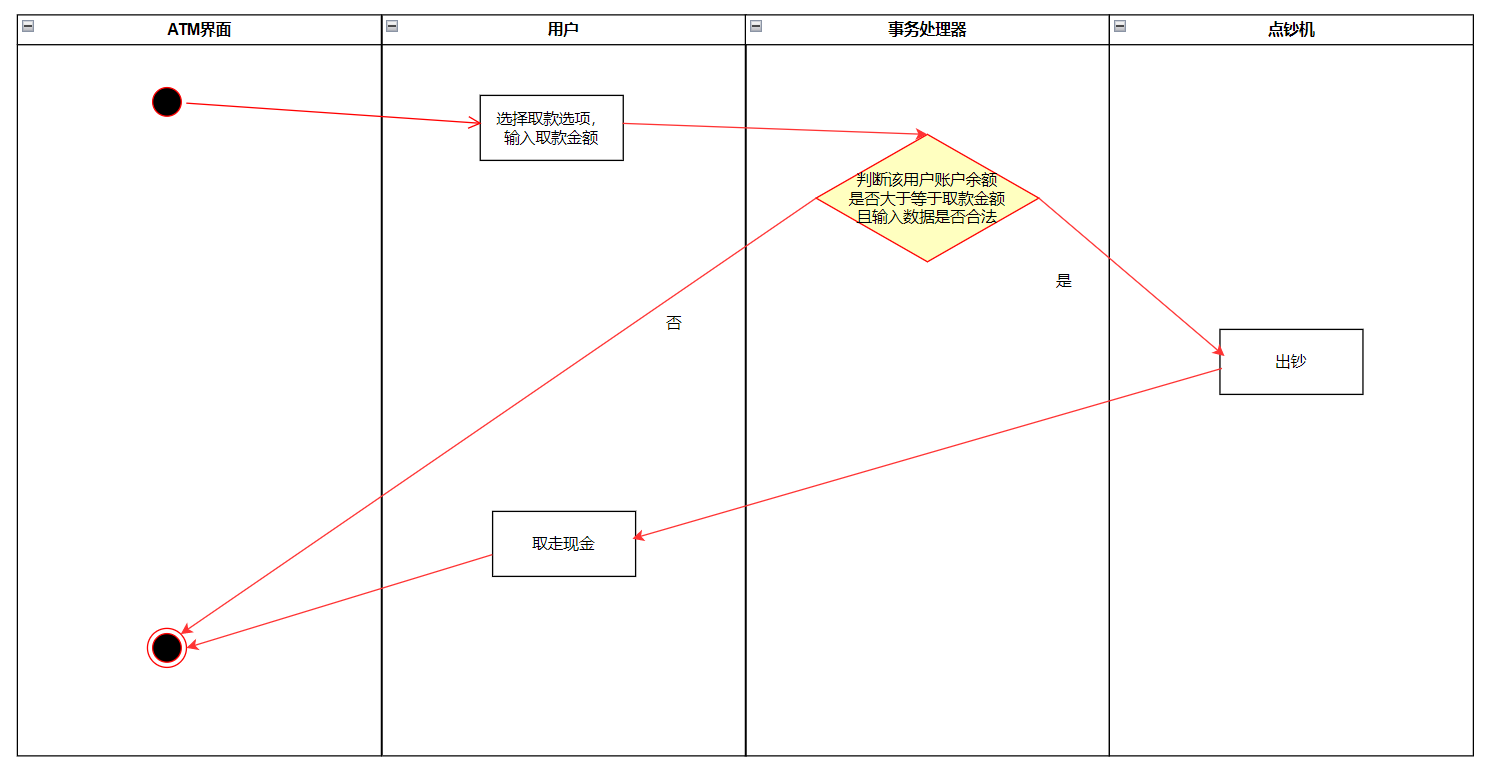 ATM界面
用户
事务处理器
点钞机
选择取款选项，
输入取款金额
判断该用户账户余额
是否大于等于取款金额
且输入数据是否合法
是
否
出钞
取走现金